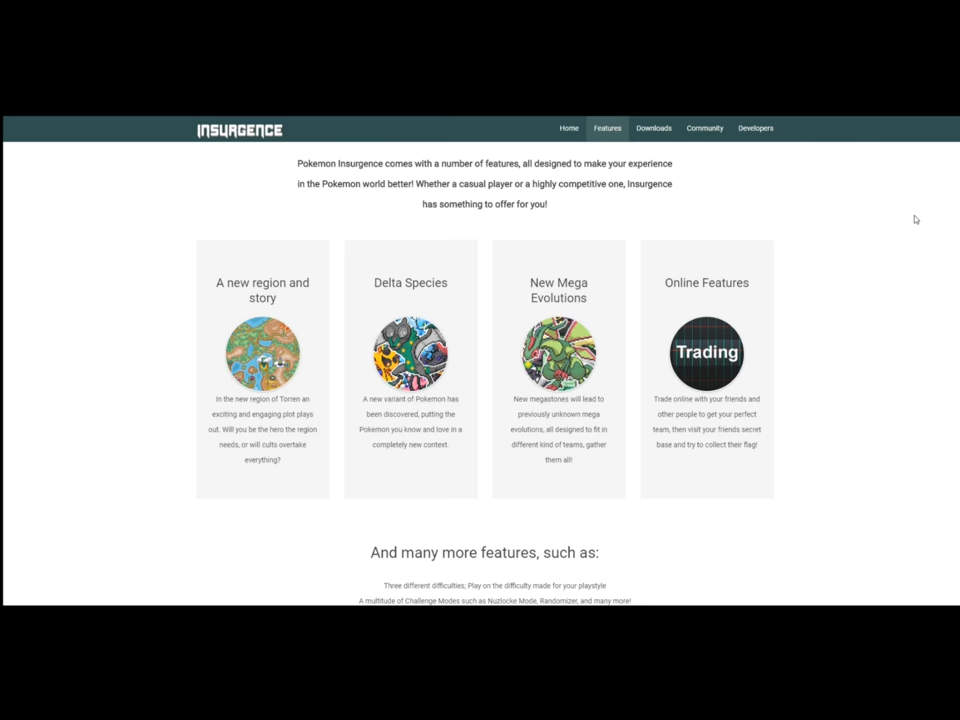 INSURGENCE
Home Features Downloads Community Developers
Pokemon Insurgence comes with a number of features, all designed to make your experience
in the Pokemon world better! Whether a casual player or a highly competitive one, Insurgence
has something to offer for you!
A new region and
story
In the new region of Torren an
exciting and engaging plot plays
out. Will you be the hero the region
needs, or will cults overtake
everything?
Delta Species
A new variant of Pokemon has
been discovered, putting the
Pokemon you know and love in a
completely new context.
New Mega
Evolutions
New megastones will lead to
previously unknown mega
evolutions, all designed to fit in
different kind of teams, gather
them all!
Online Features
Trading
Trade online with your friends and
other people to get your perfect
team, then visit your friends secret
base and try to collect their flag!
And many more features, such as:
Three different difficulties; Play on the difficulty made for your playstyle
A multitude of Challenge Modes such as Nuzlocke Mode, Randomizer, and many more!